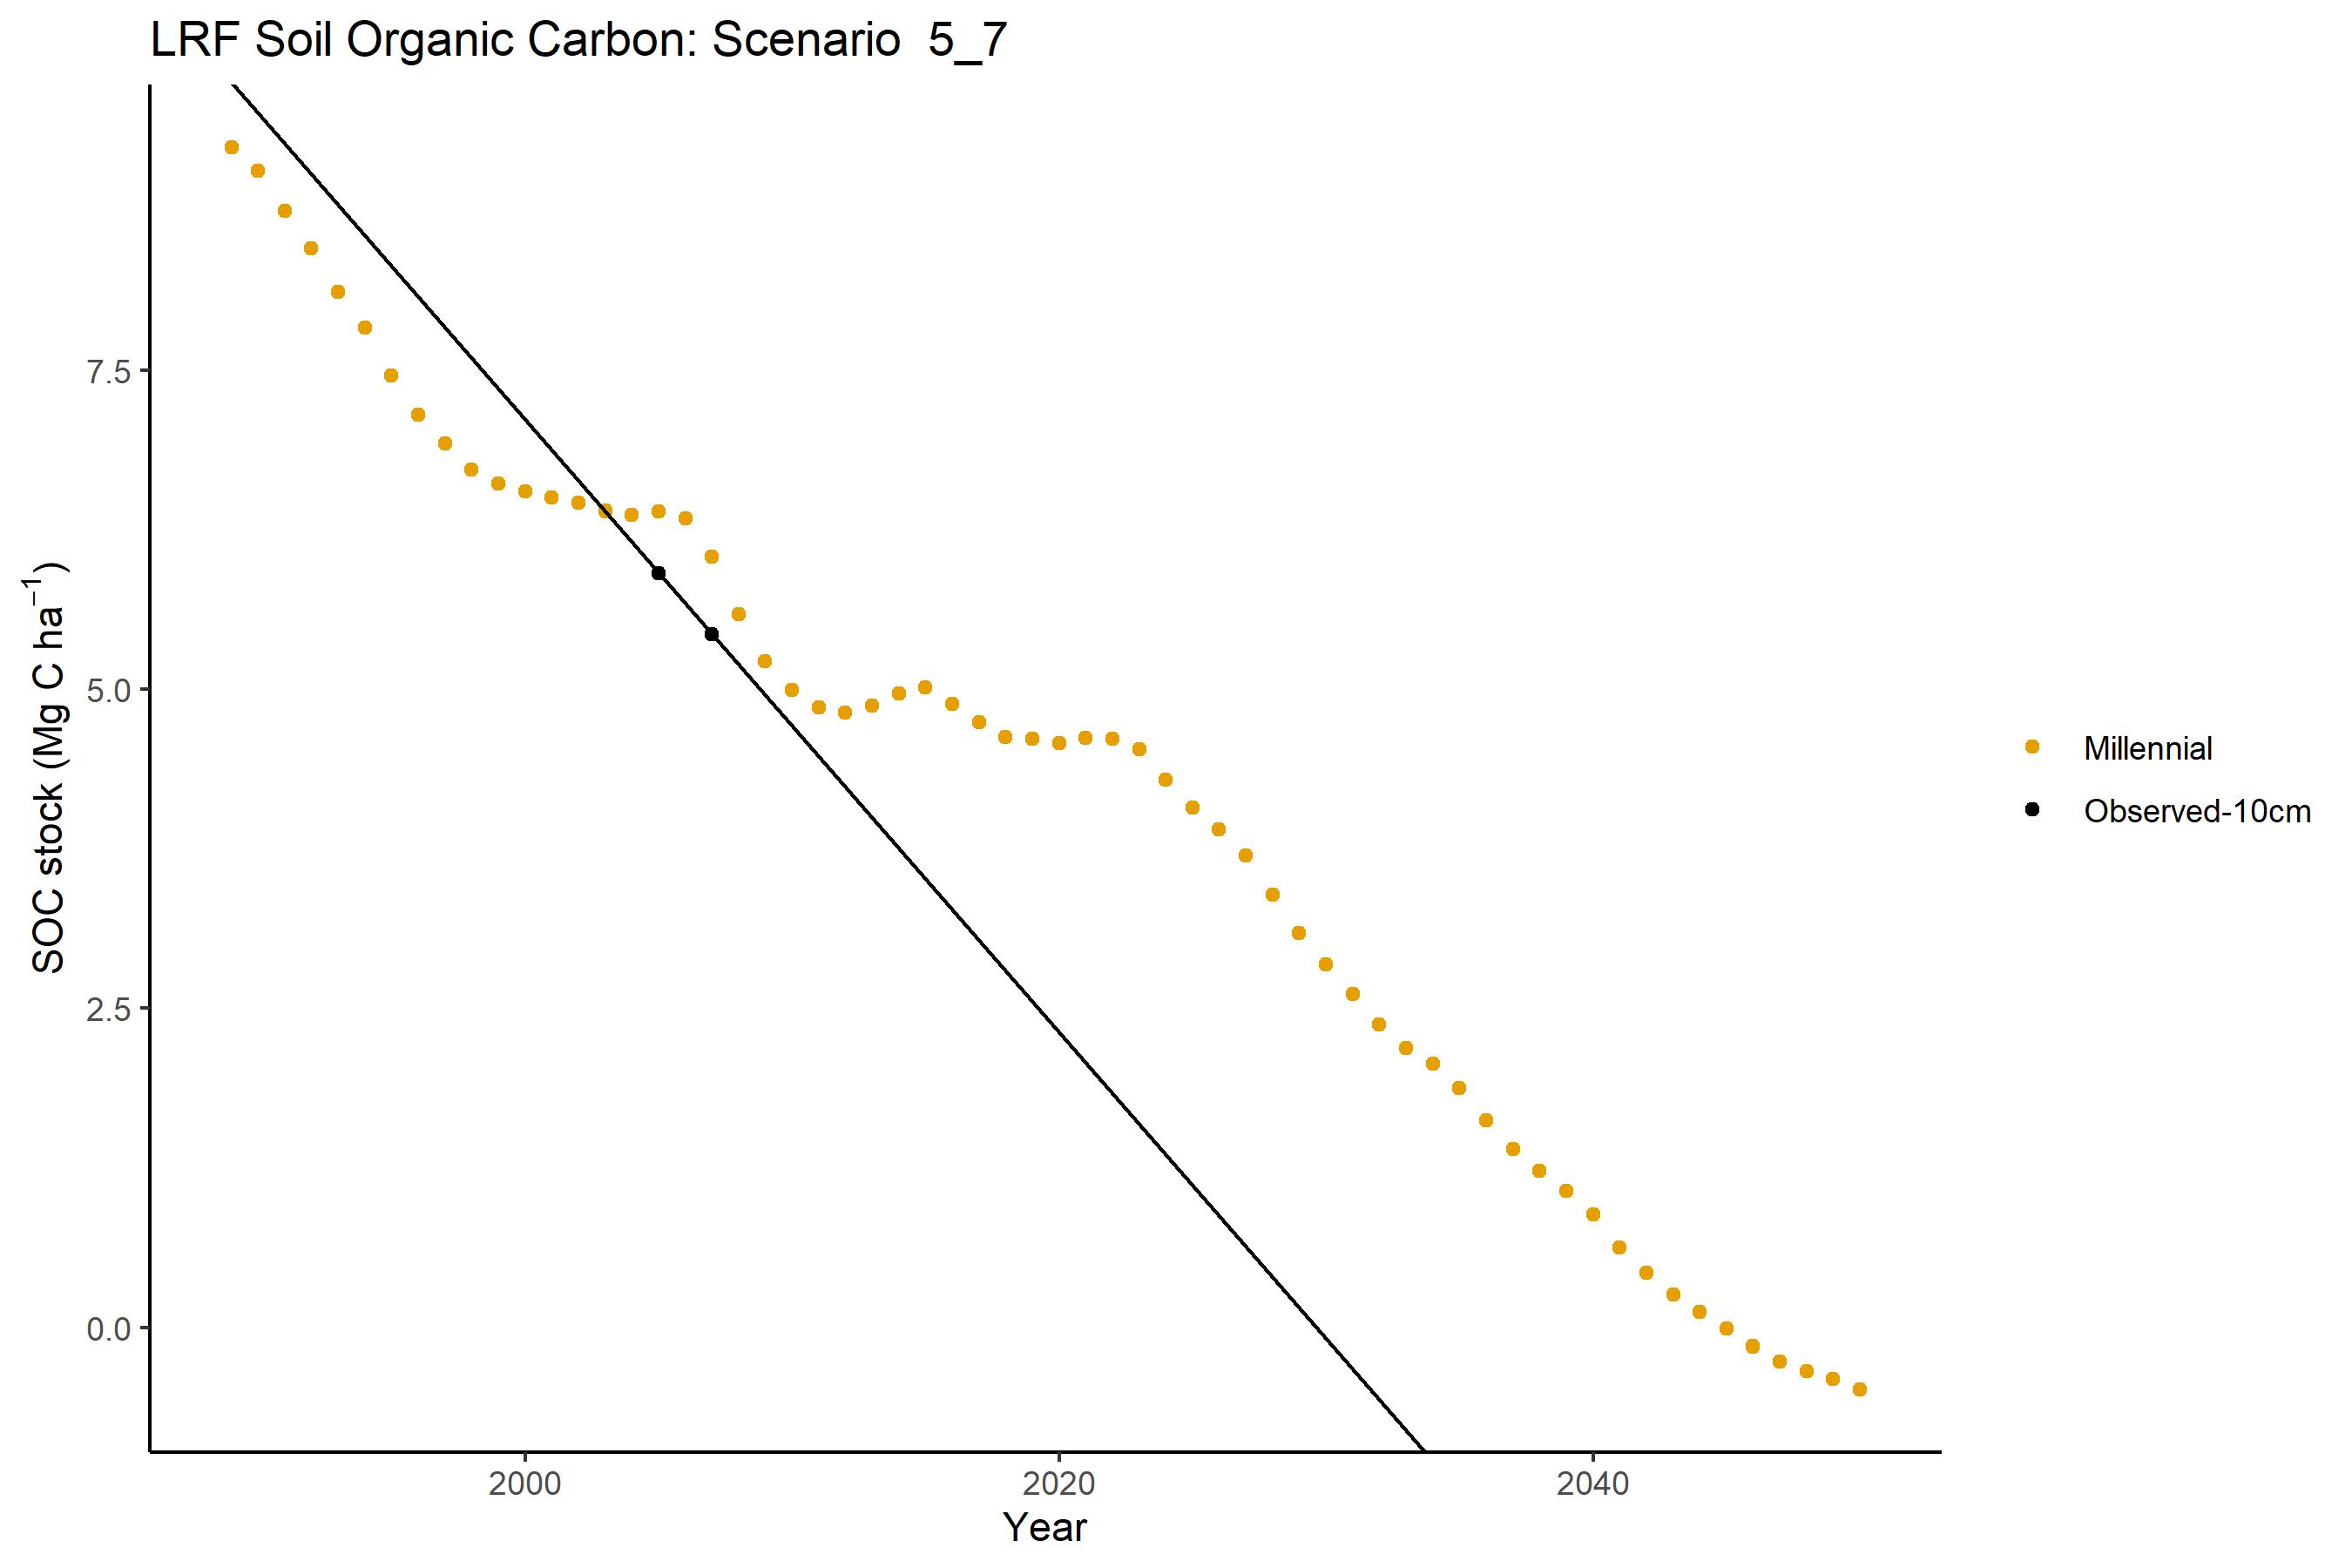 LRF Soil Organic Carbon: Scenario  5_7
SOC stock (Mg C ha⁻¹)
7.5
5.0
2.5
0.0
2000
2020
2040
Year
Millennial
Observed-10cm